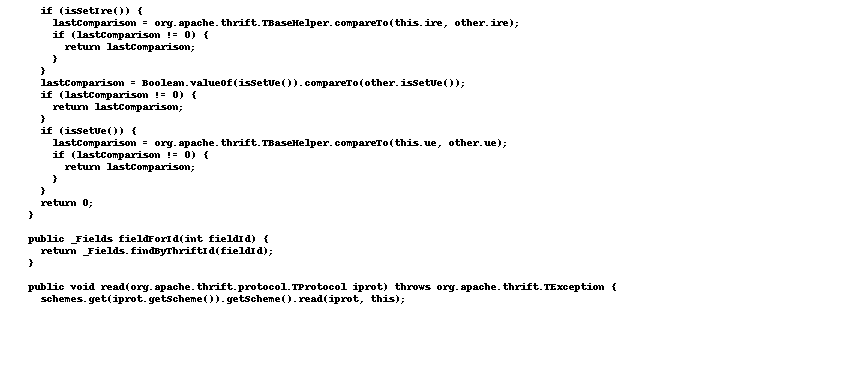 if (isSetIre()) {
lastComparison = org.apache.thrift.TBaseHelper.compareTo(this.ire, other.ire);
if (lastComparison != 0) {
return lastComparison;
}
}
lastComparison = Boolean.valueOf(isSetUe()).compareTo(other.isSetUe());
if (lastComparison != 0) {
return lastComparison;
}
if (isSetUe()) {
lastComparison = org.apache.thrift.TBaseHelper.compareTo(this.ue, other.ue);
if (lastComparison != 0) {
return lastComparison;
}
}
return 0;
}
public _Fields fieldForId(int fieldId) {
return _Fields.findByThriftId(fieldId);
}
public void read(org.apache.thrift.protocol.TProtocol iprot) throws org.apache.thrift.TException {
schemes.get(iprot.getScheme()).getScheme().read(iprot, this);